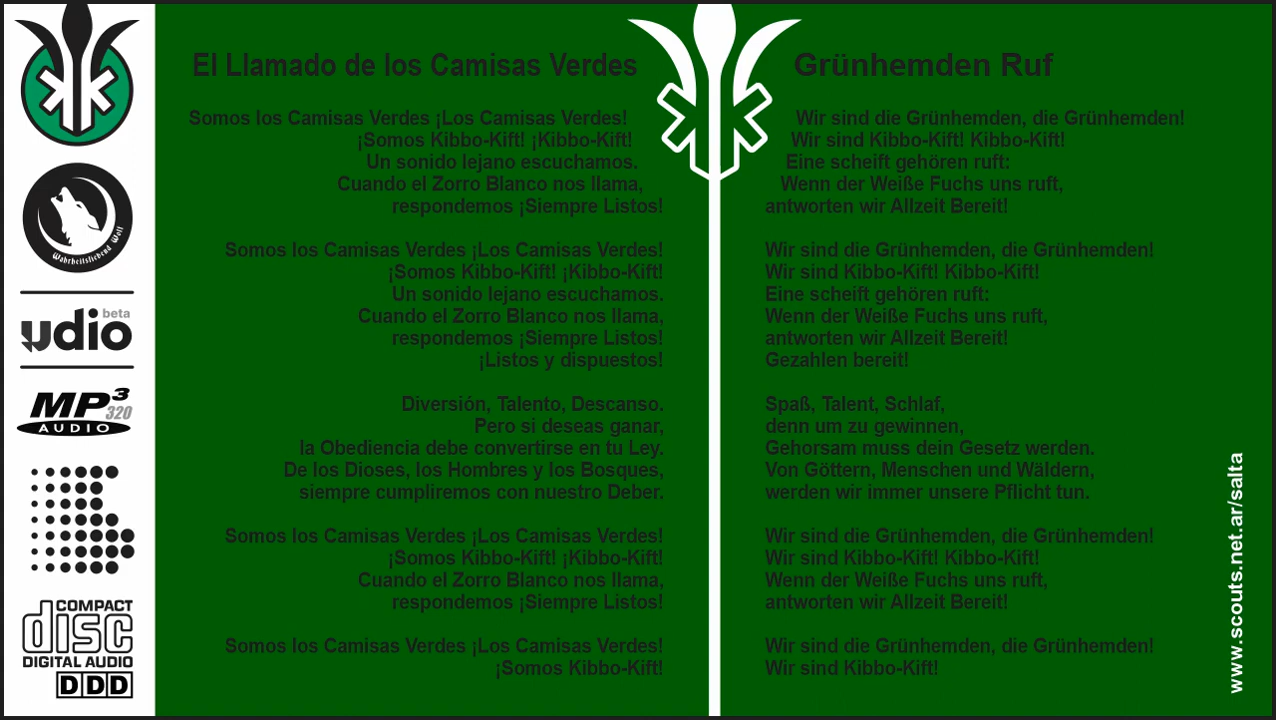 Wahrheitsliebend Wolf
beta
udio
MP3
320
AUDIO
COMPACT
disc
DIGITAL AUDIO
DDD
El Llamado de los Camisas Verdes
Somos los Camisas Verdes ¡Los Camisas Verdes!
¡Somos Kibbo-Kift! ¡Kibbo-Kift!
Un sonido lejano escuchamos.
Cuando el Zorro Blanco nos llama,
respondemos ¡Siempre Listos!
Somos los Camisas Verdes ¡Los Camisas Verdes!
¡Somos Kibbo-Kift! ¡Kibbo-Kift!
Un sonido lejano escuchamos.
Cuando el Zorro Blanco nos llama,
respondemos ¡Siempre Listos!
¡Listos y dispuestos!
Diversión, Talento, Descanso.
Pero si deseas ganar,
la Obediencia debe convertirse en tu Ley.
De los Dioses, los Hombres y los Bosques,
siempre cumpliremos con nuestro Deber.
Somos los Camisas Verdes ¡Los Camisas Verdes!
¡Somos Kibbo-Kift! ¡Kibbo-Kift!
Cuando el Zorro Blanco nos llama,
respondemos ¡Siempre Listos!
Somos los Camisas Verdes ¡Los Camisas Verdes!
¡Somos Kibbo-Kift!
Grünhemden Ruf
Wir sind die Grünhemden, die Grünhemden!
Wir sind Kibbo-Kift! Kibbo-Kift!
Eine scheift gehören ruft:
Wenn der Weiße Fuchs uns ruft,
antworten wir Allzeit Bereit!
Wir sind die Grünhemden, die Grünhemden!
Wir sind Kibbo-Kift! Kibbo-Kift!
Eine scheift gehören ruft:
Wenn der Weiße Fuchs uns ruft,
antworten wir Allzeit Bereit!
Gezahlen bereit!
Spaß, Talent, Schlaf,
denn um zu gewinnen,
Gehorsam muss dein Gesetz werden.
Von Göttern, Menschen und Wäldern,
werden wir immer unsere Pflicht tun.
Wir sind die Grünhemden, die Grünhemden!
Wir sind Kibbo-Kift! Kibbo-Kift!
Wenn der Weiße Fuchs uns ruft,
antworten wir Allzeit Bereit!
Wir sind die Grünhemden, die Grünhemden!
Wir sind Kibbo-Kift!
www.scouts.net.ar/salta